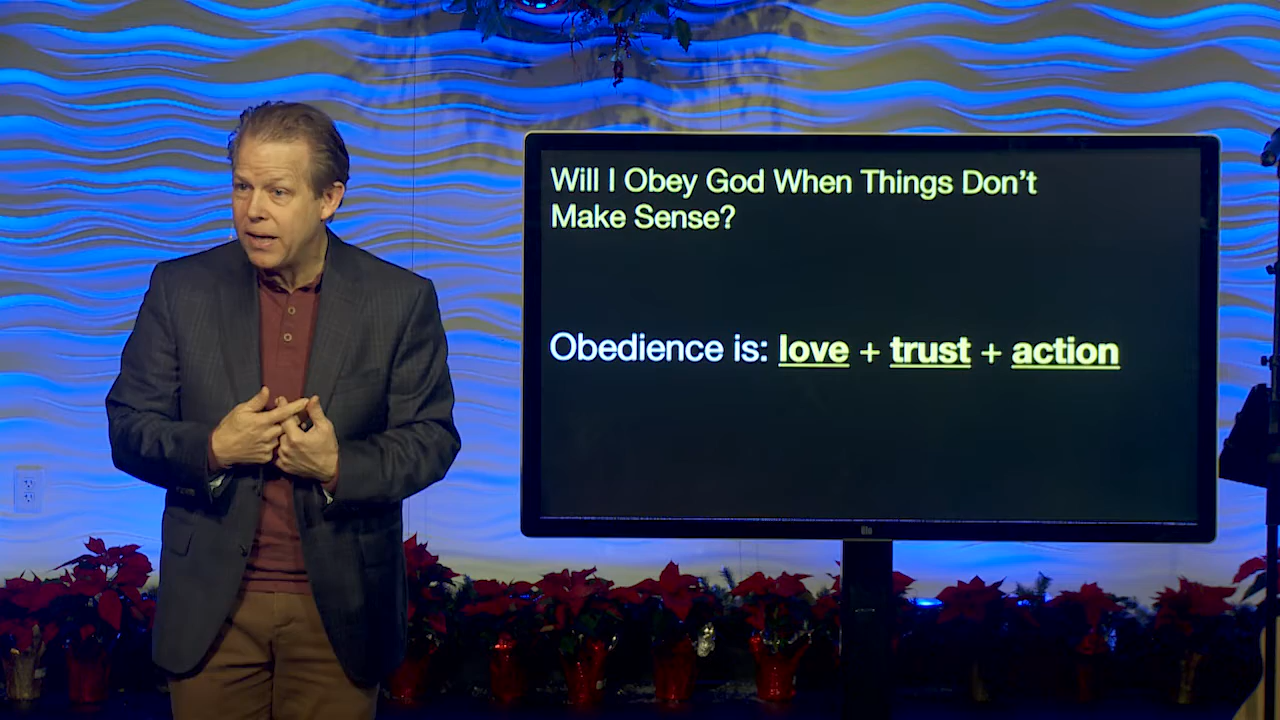 Will I Obey God When Things Don't
Make Sense?
Obedience is: love + trust + action